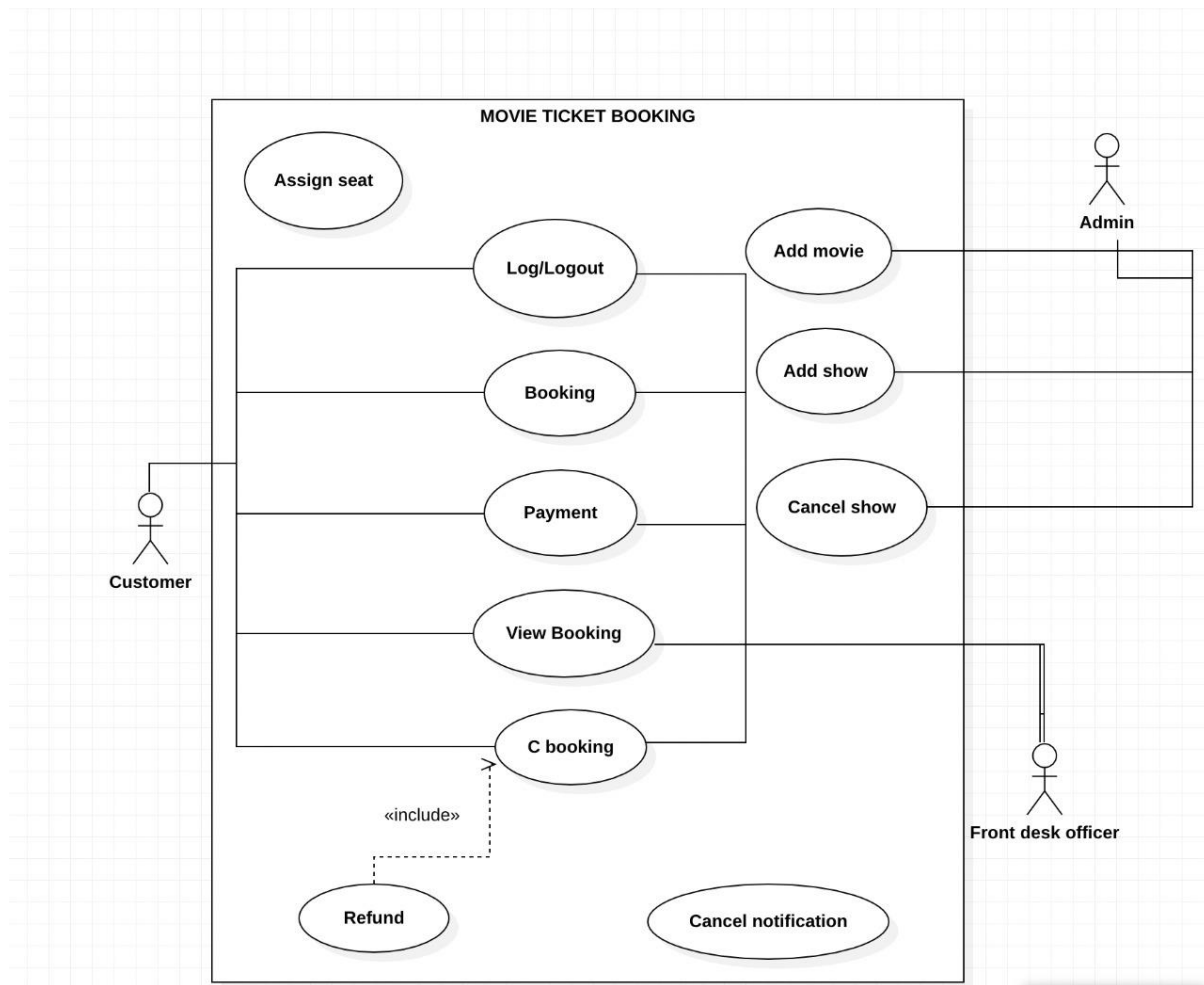 MOVIE TICKET BOOKING
Assign seat
Admin
Add movie
Log/Logout
Add show
Booking
Cancel show
Payment
Customer
View Booking
C booking
«include»
Front desk officer
Refund
Cancel notification